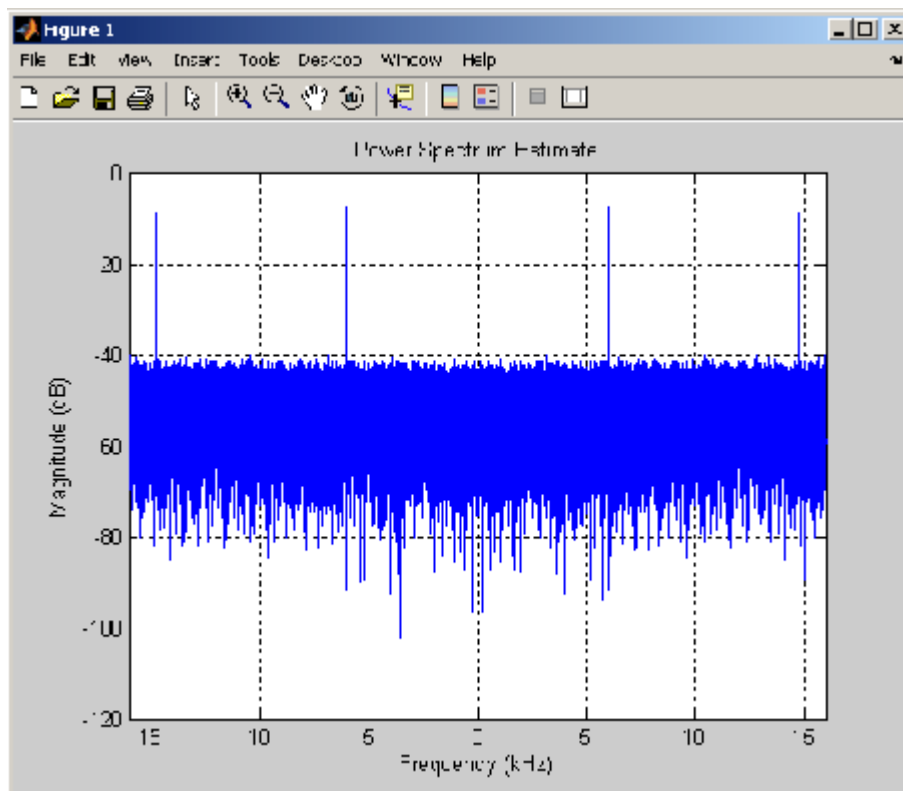 Figure 1
File Edit View Insert Tools Desktop Window Help
Power Spectrum Estimate
0
20
-40
60
-80
-100
-120
Magnitude (dB)
15 10 5 0 5 10 15
Frequency (kHz)